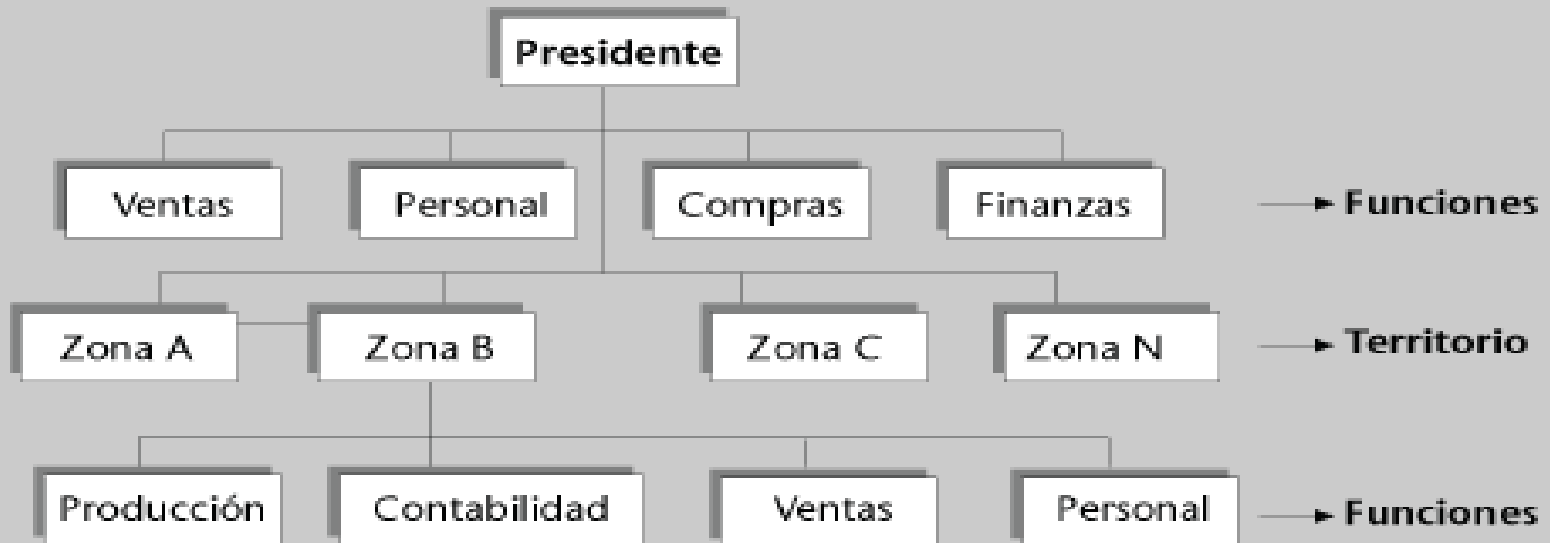 Presidente
Ventas Personal Compras Finanzas Funciones
Zona A Zona B Zona C Zona N Territorio
Producción Contabilidad Ventas Personal Funciones